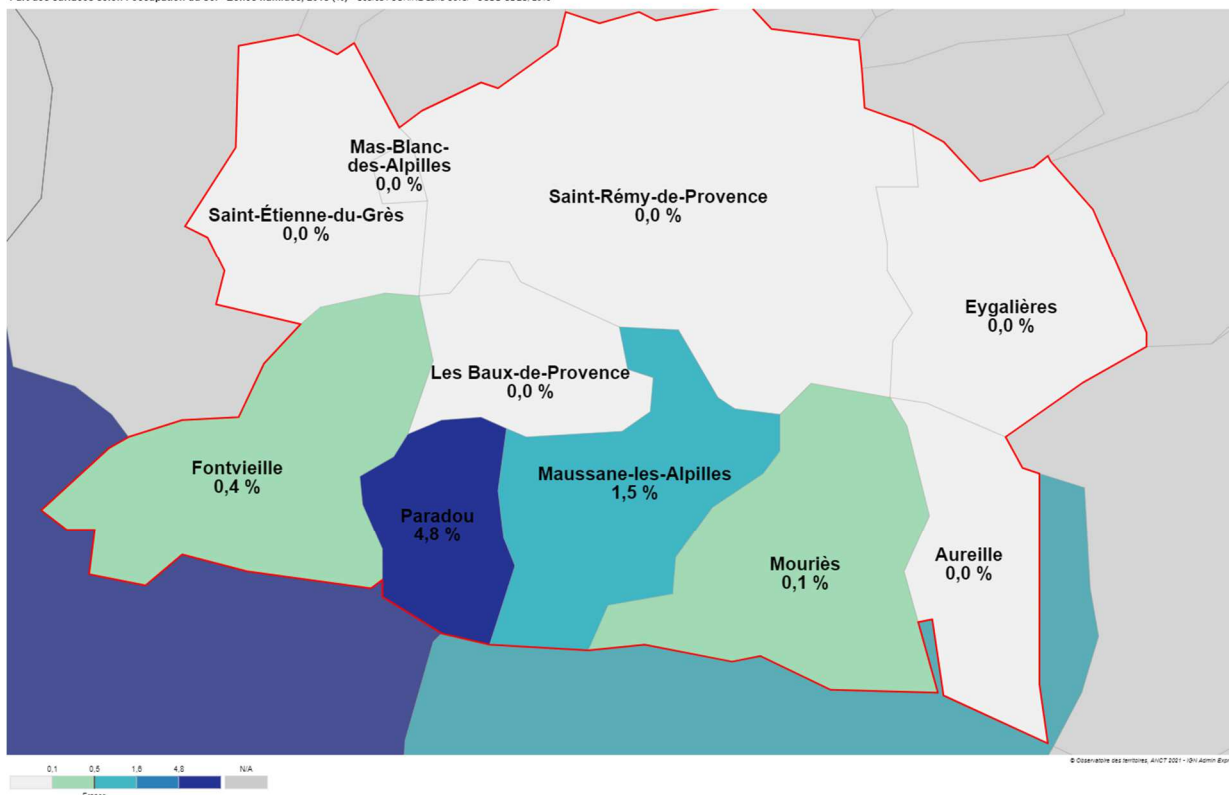 Mas-Blanc-
des-Alpilles
0,0 %
Saint-Rémy-de-Provence
0,0 %
Saint-Étienne-du-Grès
0,0 %
Eygalières
0,0 %
Les Baux-de-Provence
0,0 %
Fontvieille
0,4 %
Maussane-les-Alpilles
1,5 %
Paradou
4,8 %
Mouriès
0,1 %
Aureille
0,0 %
© Observatoire des territoires, ANCT 2021 - IGN Admin Expr
0,1 0,5 1,6 4,8 N/A